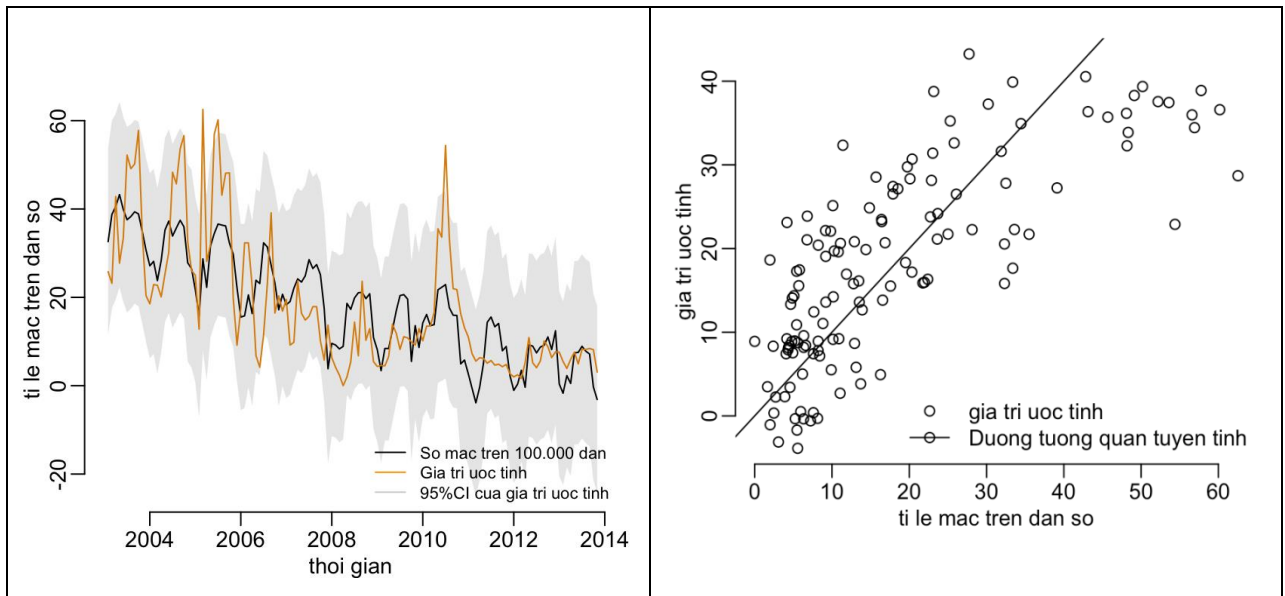 ti le mac tren dan so
60
40
20
0
-20
So mac tren 100.000 dan
Gia tri uoc tinh
95%CI cua gia tri uoc tinh
2004 2006 2008 2010 2012 2014
thoi gian
gia tri uoc tinh
40
30
20
10
0
gia tri uoc tinh
Duong tuong quan tuyen tinh
0 10 20 30 40 50 60
ti le mac tren dan so